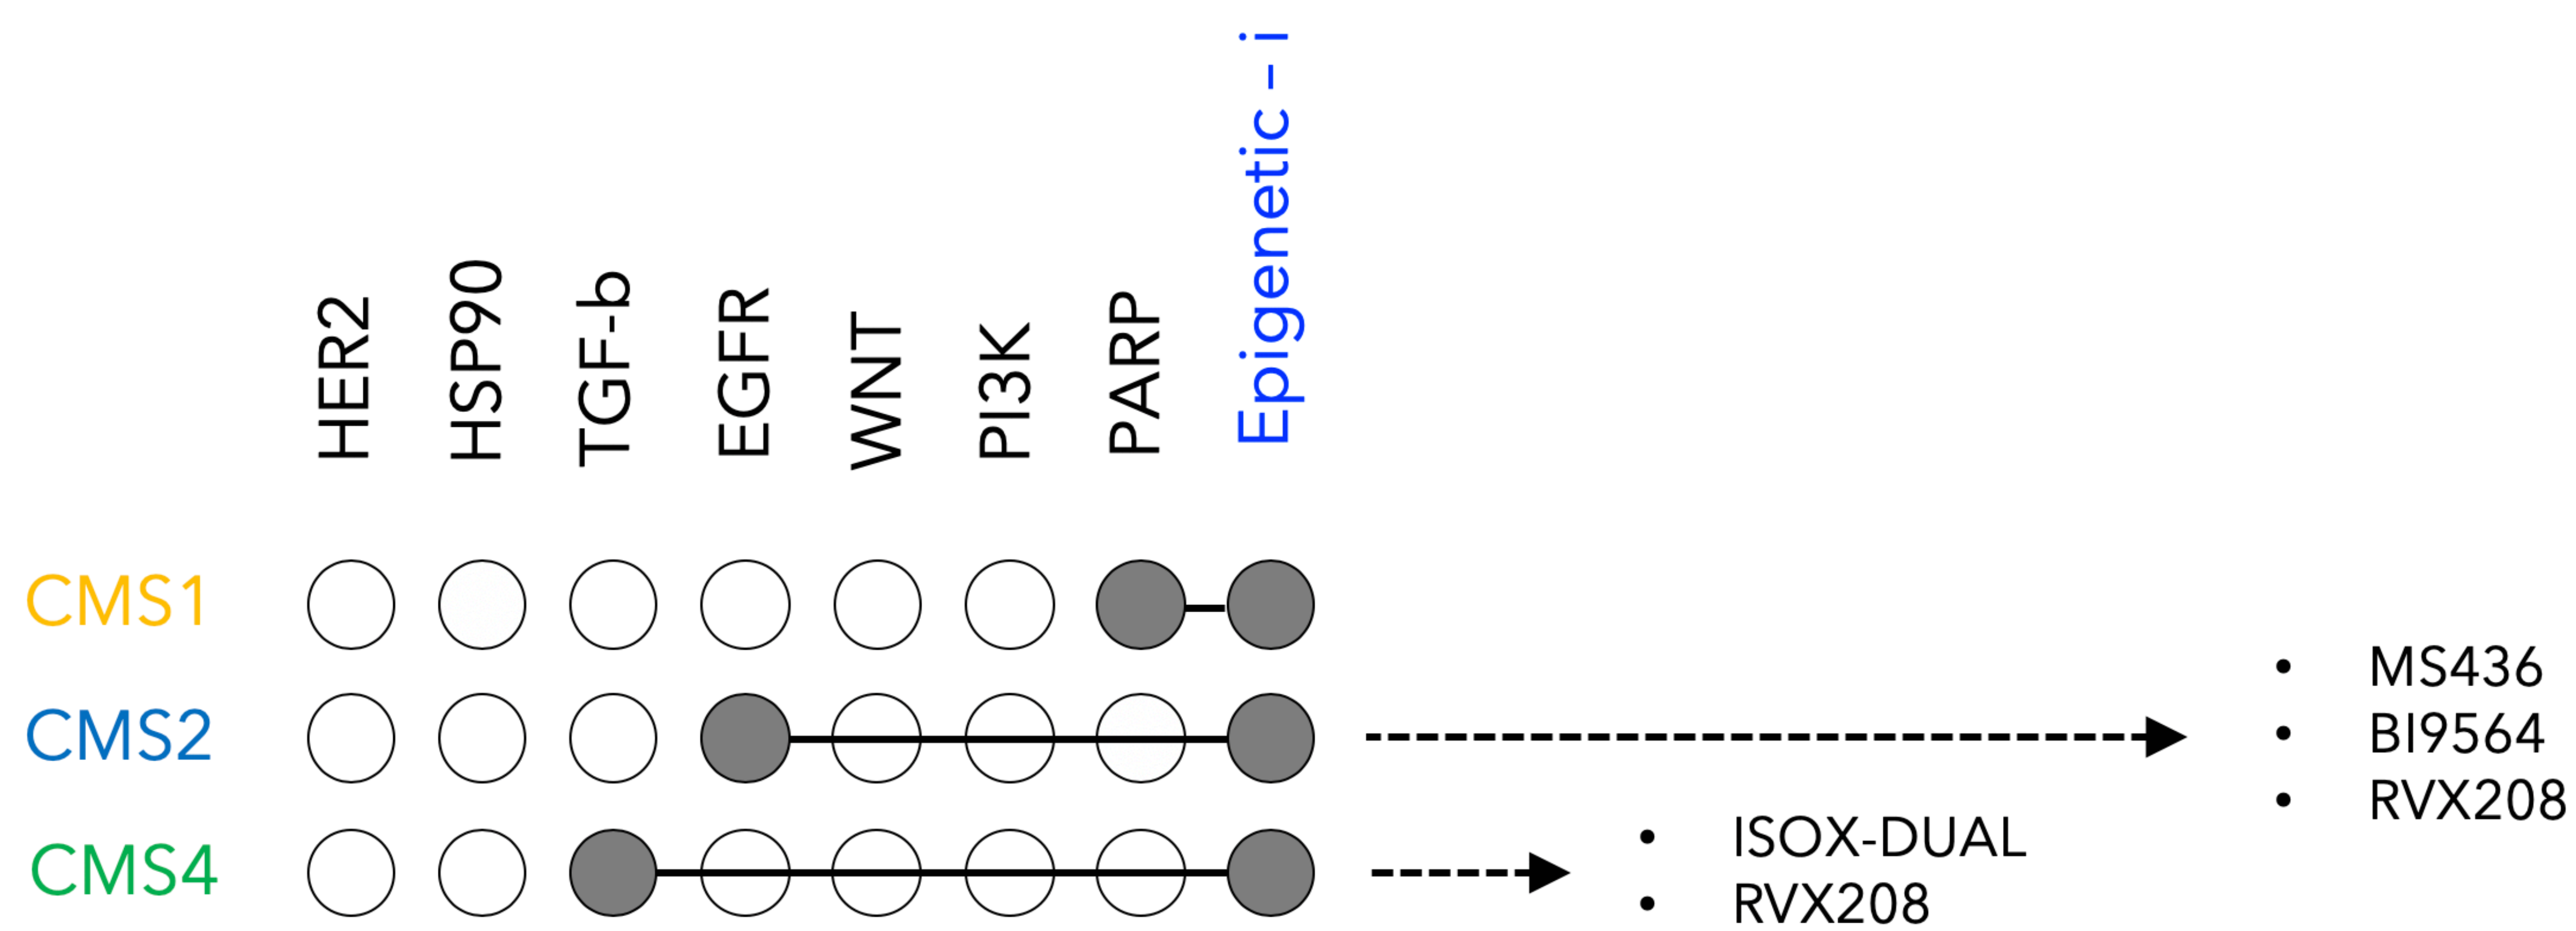 HER2
HSP90
TGF-b
EGFR
WNT
PI3K
PARP
Epigenetic – i
CMS1
CMS2
• MS436
• BI9564
• RVX208
CMS4
• ISOX-DUAL
• RVX208